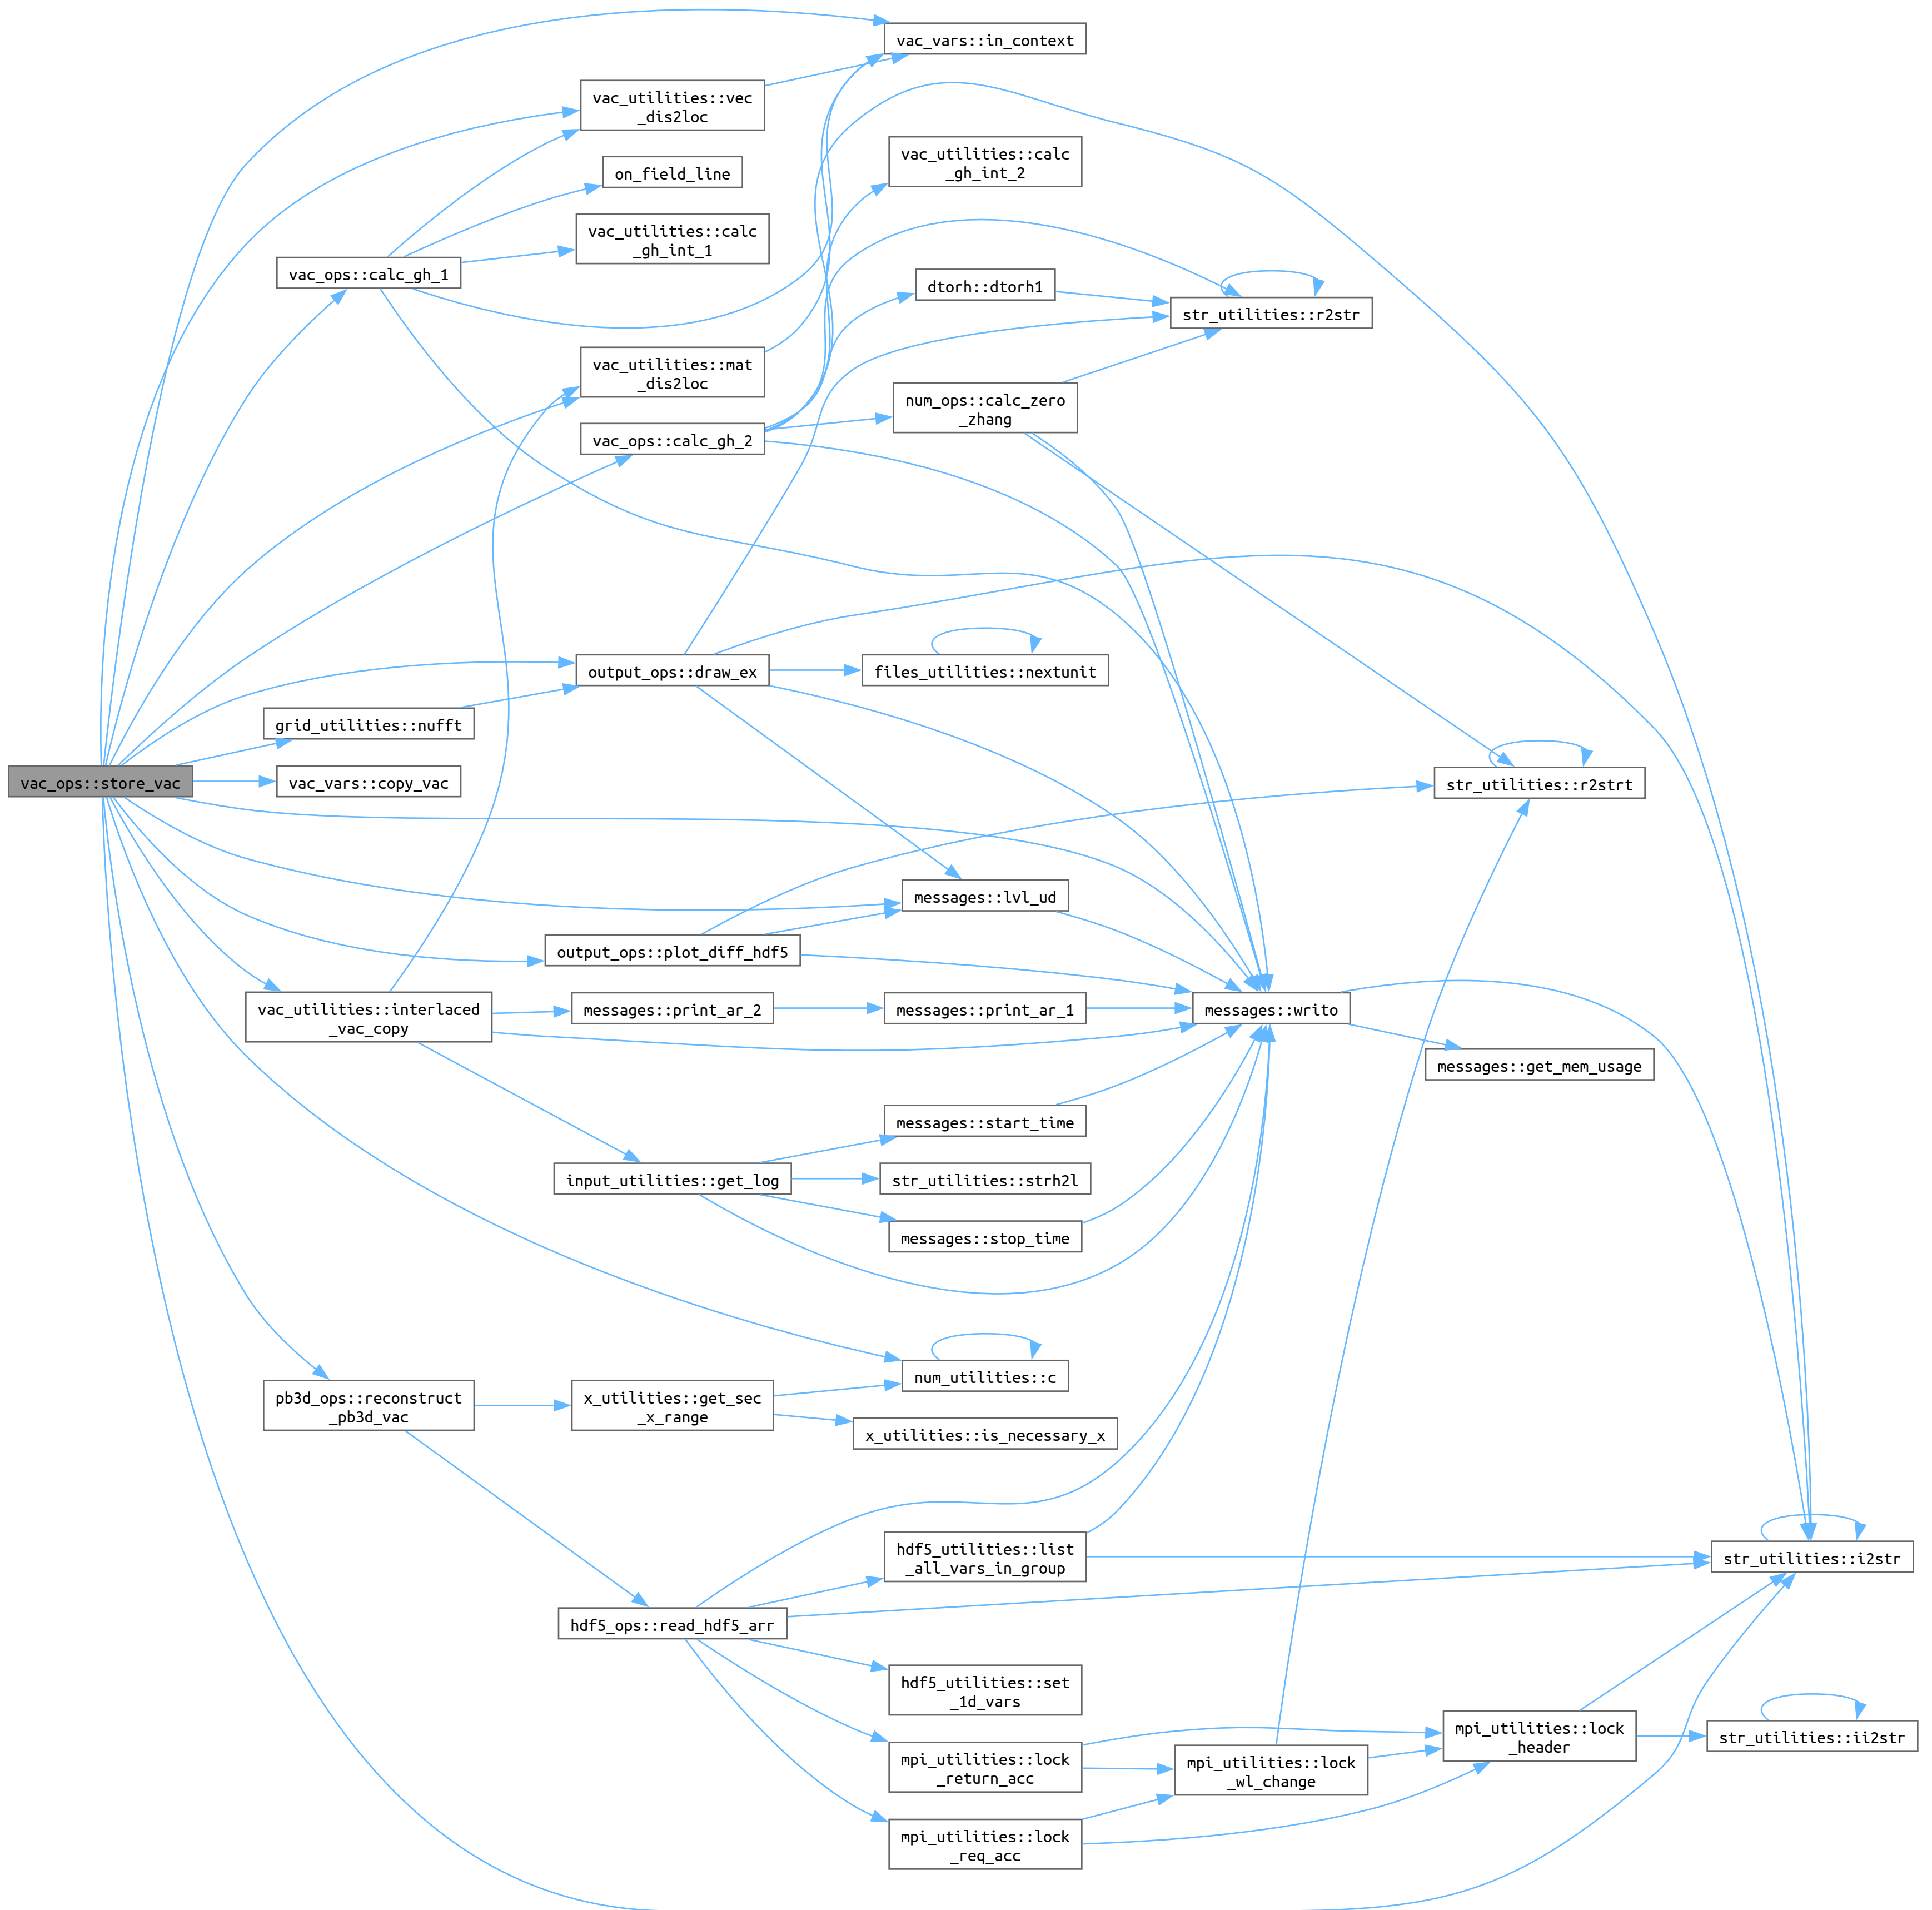 vac_vars::in_context
vac_utilities::vec
_dis2loc
on_field_line
vac_utilities::calc
_gh_int_2
vac_utilities::calc
_gh_int_1
vac_ops::calc_gh_1
dtorh::dtorh1
str_utilities::r2str
vac_utilities::mat
_dis2loc
num_ops::calc_zero
_zhang
vac_ops::calc_gh_2
output_ops::draw_ex
files_utilities::nextunit
grid_utilities::nufft
vac_ops::store_vac
vac_vars::copy_vac
str_utilities::r2strt
messages::lvl_ud
output_ops::plot_diff_hdf5
vac_utilities::interlaced
_vac_copy
messages::print_ar_2
messages::print_ar_1
messages::writo
messages::get_mem_usage
messages::start_time
input_utilities::get_log
str_utilities::strh2l
messages::stop_time
num_utilities::c
pb3d_ops::reconstruct
_pb3d_vac
x_utilities::get_sec
_x_range
x_utilities::is_necessary_x
hdf5_utilities::list
_all_vars_in_group
str_utilities::i2str
hdf5_ops::read_hdf5_arr
hdf5_utilities::set
_1d_vars
mpi_utilities::lock
_header
str_utilities::ii2str
mpi_utilities::lock
_return_acc
mpi_utilities::lock
_wl_change
mpi_utilities::lock
_req_acc